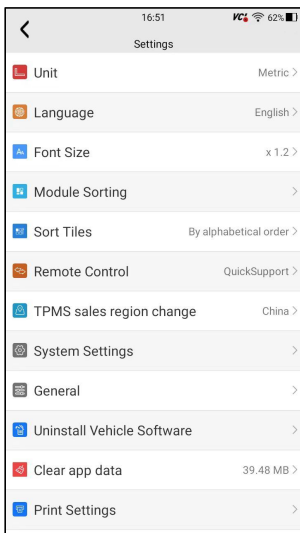 16:51
VCI 62%
Settings
Unit Metric
Language English
Font Size x 1.2
Module Sorting
Sort Tiles By alphabetical order
Remote Control QuickSupport
TPMS sales region change China
System Settings
General
Uninstall Vehicle Software
Clear app data 39.48 MB
Print Settings